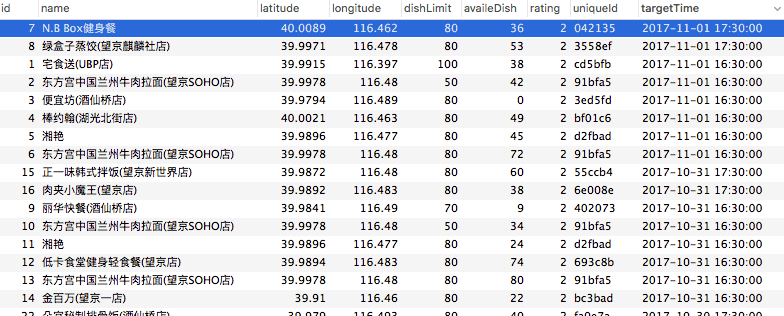 id name latitude longitude dishLimit availeDish rating uniqueId targetTime
7 N.B Box健身餐 40.0089 116.462 80 36 2 042135 2017-11-01 17:30:00
8 绿盒子蒸饺(望京麒麟社店) 39.9971 116.478 80 53 2 3558ef 2017-11-01 17:30:00
1 宅食送(UBP店) 39.9915 116.397 100 38 2 cd5bfb 2017-11-01 16:30:00
2 东方宫中国兰州牛肉拉面(望京SOHO店) 39.9978 116.48 50 42 2 91bfa5 2017-11-01 16:30:00
3 便宜坊(酒仙桥店) 39.9794 116.489 80 0 2 3ed5fd 2017-11-01 16:30:00
4 棒约翰(湖光北街店) 40.0021 116.463 80 49 2 bf01c6 2017-11-01 16:30:00
5 湘艳 39.9896 116.477 80 45 2 d2fbad 2017-11-01 16:30:00
6 东方宫中国兰州牛肉拉面(望京SOHO店) 39.9978 116.48 80 72 2 91bfa5 2017-11-01 16:30:00
15 正一味韩式拌饭(望京新世界店) 39.9872 116.48 80 60 2 55ccb4 2017-10-31 17:30:00
16 肉夹小魔王(望京店) 39.9892 116.483 80 38 2 6e008e 2017-10-31 17:30:00
9 丽华快餐(酒仙桥店) 39.9841 116.49 70 9 2 402073 2017-10-31 16:30:00
10 东方宫中国兰州牛肉拉面(望京SOHO店) 39.9978 116.48 50 34 2 91bfa5 2017-10-31 16:30:00
11 湘艳 39.9896 116.477 80 24 2 d2fbad 2017-10-31 16:30:00
12 低卡食堂健身轻食餐(望京店) 39.9894 116.483 80 74 2 693c8b 2017-10-31 16:30:00
13 东方宫中国兰州牛肉拉面(望京SOHO店) 39.9978 116.48 80 80 2 91bfa5 2017-10-31 16:30:00
14 金百万(望京一店) 39.91 116.46 80 22 2 bc3bad 2017-10-31 16:30:00